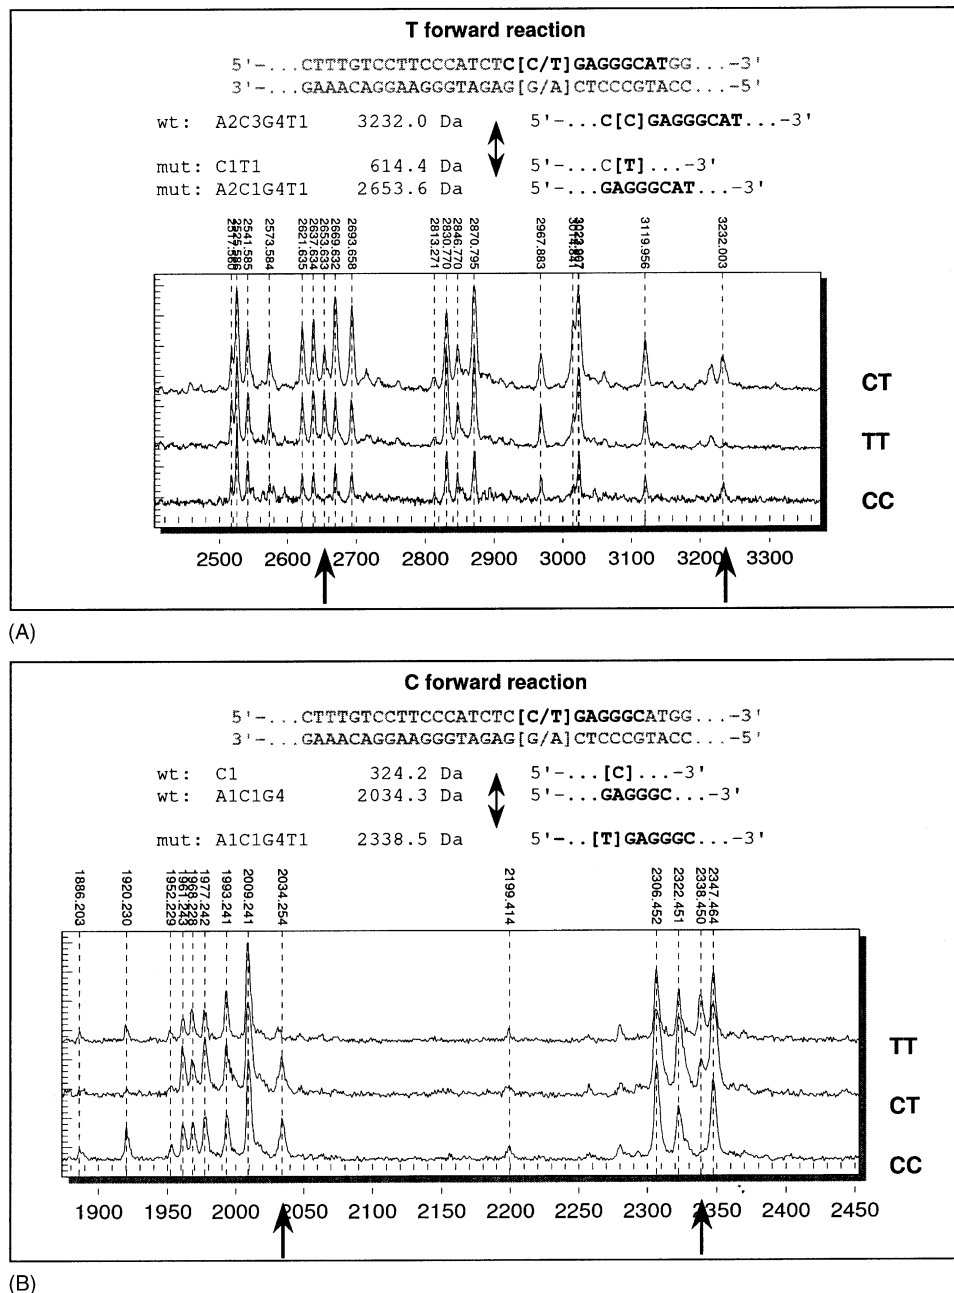 T forward reaction
5'-...CTTTGTCCTTCCCATCTC[C/T]GAGGGCATGG...-3'
3'-...GAAACAGGAAGGGTAGAG[G/A]CTCCCGTACC...-5'
wt: A2C3G4T1 3232.0 Da 5'-...C[C]GAGGGCAT...-3'
mut: C1T1 614.4 Da 5'-...C[T]...-3'
mut: A2C1G4T1 2653.6 Da 5'-...GAGGGCAT...-3'
2525.586
2541.585
2573.584
2621.635
2637.634
2653.633
2669.632
2693.658
2813.271
2830.770
2846.770
2870.795
2967.883
3119.956
3232.003
CT
TT
CC
2500 2600 2700 2800 2900 3000 3100 3200 3300
(A)
C forward reaction
5'-...CTTTGTCCTTCCCATCTC[C/T]GAGGGCATGG...-3'
3'-...GAAACAGGAAGGGTAGAG[G/A]CTCCCGTACC...-5'
wt: C1 324.2 Da 5'-...[C]...-3'
wt: A1C1G4 2034.3 Da 5'-...GAGGGC...-3'
mut: A1C1G4T1 2338.5 Da 5'-..[T]GAGGGC...-3'
1886.203
1920.230
1952.229
1961.243
1968.228
1977.242
1993.241
2009.241
2034.254
2199.414
2306.452
2322.451
2338.450
2347.464
TT
CT
CC
1900 1950 2000 2050 2100 2150 2200 2250 2300 2350 2400 2450
(B)